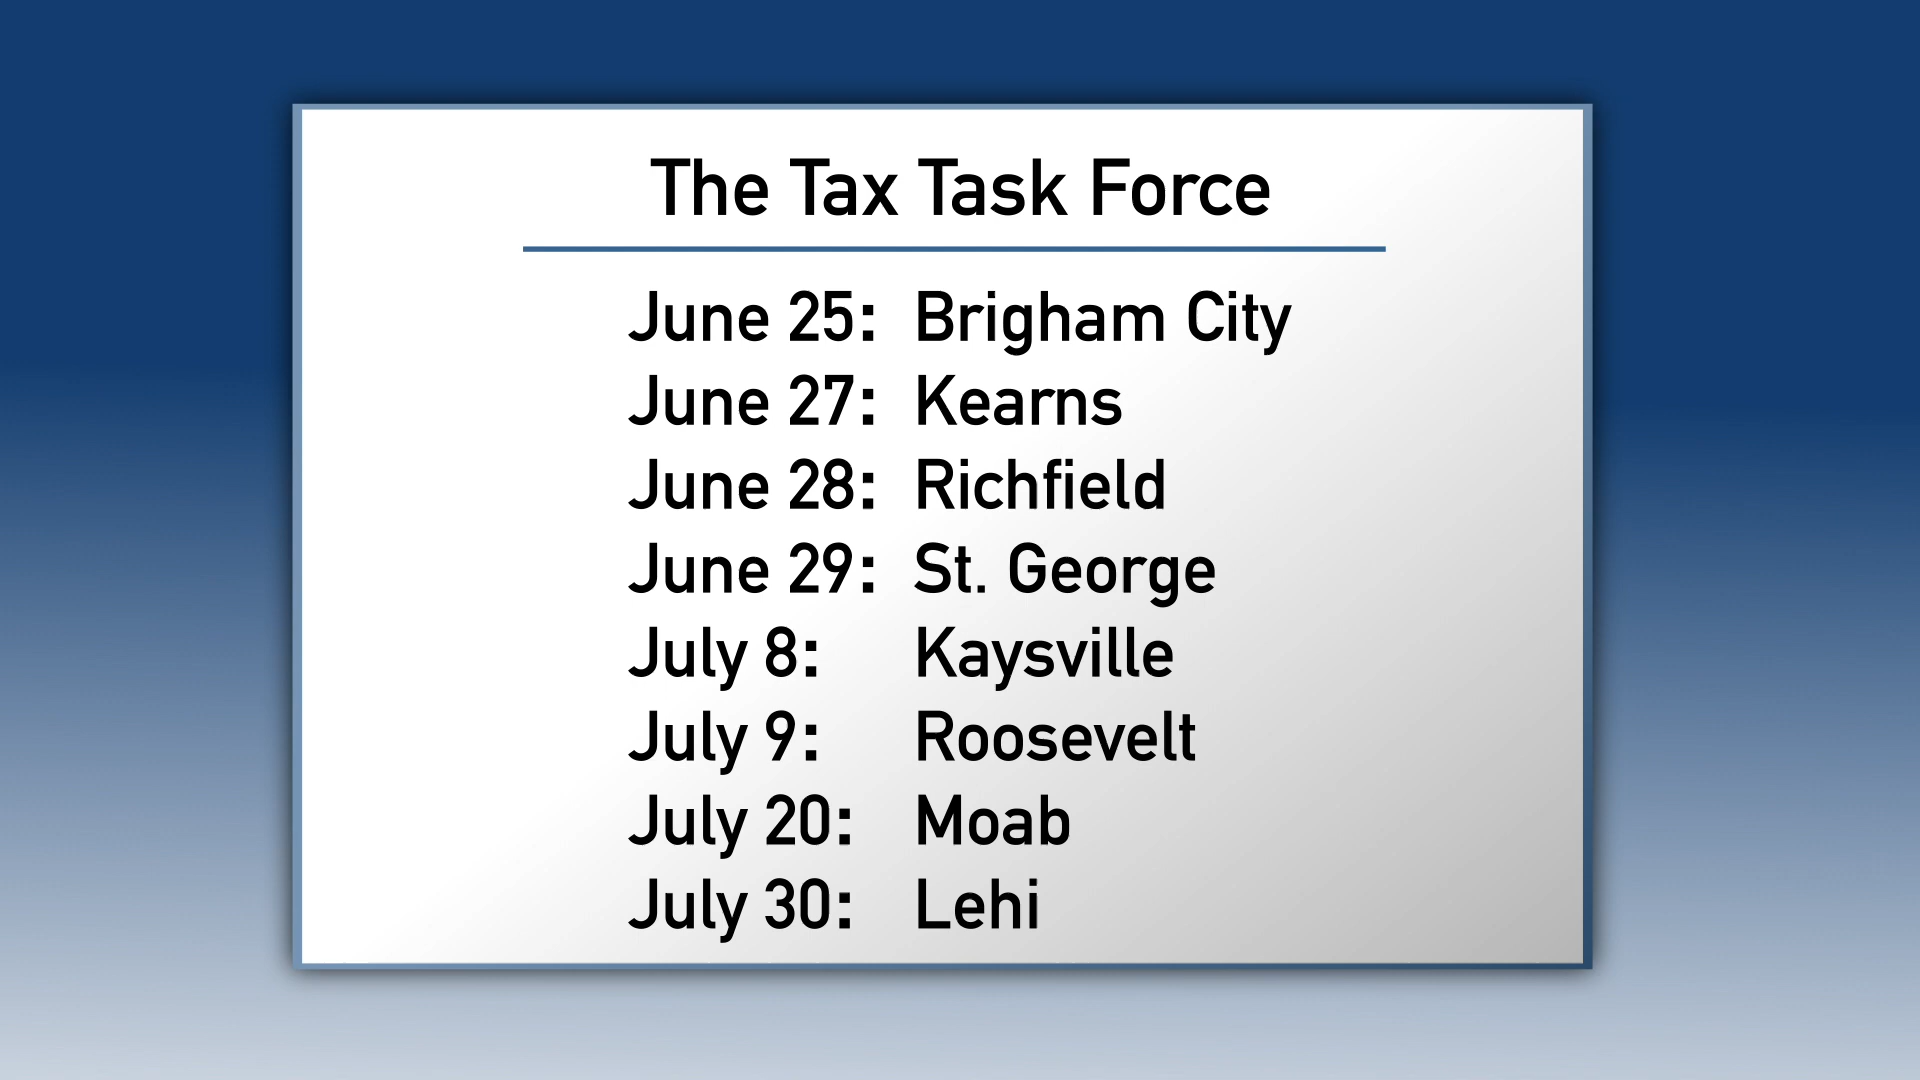 The Tax Task Force
June 25: Brigham City
June 27: Kearns
June 28: Richfield
June 29: St. George
July 8: Kaysville
July 9: Roosevelt
July 20: Moab
July 30: Lehi